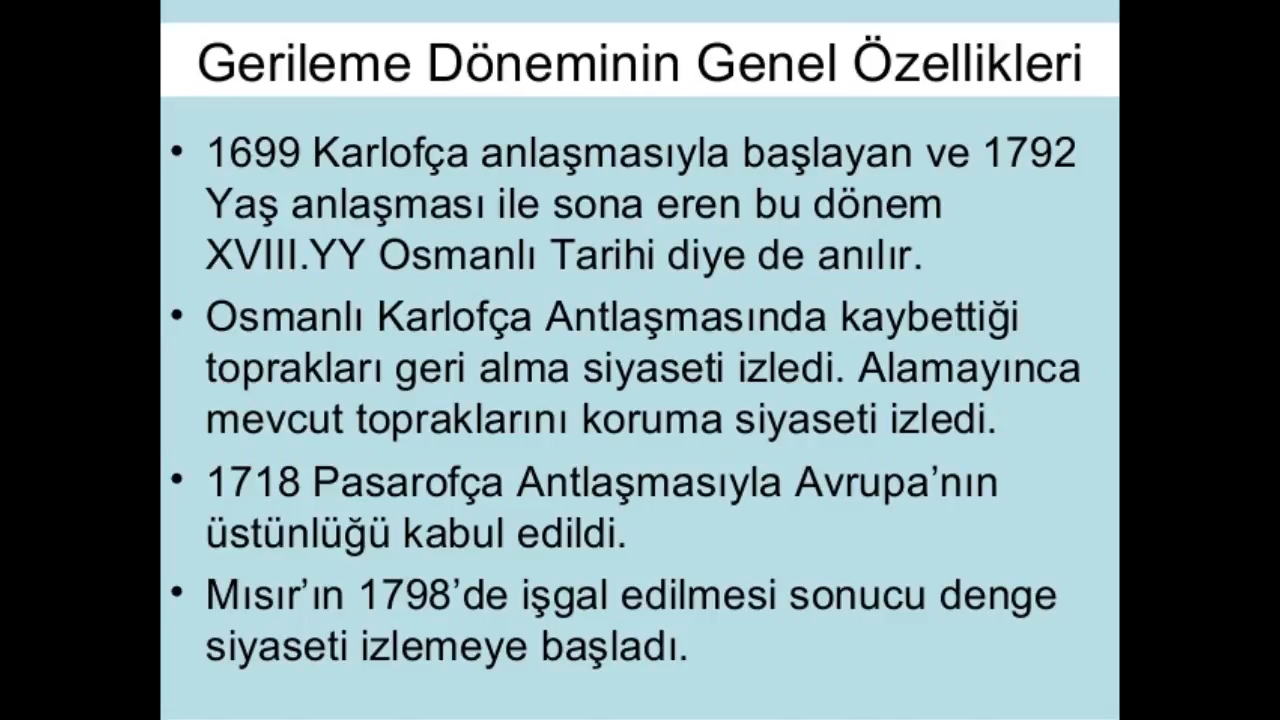 Gerileme Döneminin Genel Özellikleri
• 1699 Karlofça anlaşmasıyla başlayan ve 1792
Yaş anlaşması ile sona eren bu dönem
XVIII.YY Osmanlı Tarihi diye de anılır.
• Osmanlı Karlofça Antlaşmasında kaybettiği
toprakları geri alma siyaseti izledi. Alamayınca
mevcut topraklarını koruma siyaseti izledi.
• 1718 Pasarofça Antlaşmasıyla Avrupa’nın
üstünlüğü kabul edildi.
• Mısır’ın 1798’de işgal edilmesi sonucu denge
siyaseti izlemeye başladı.